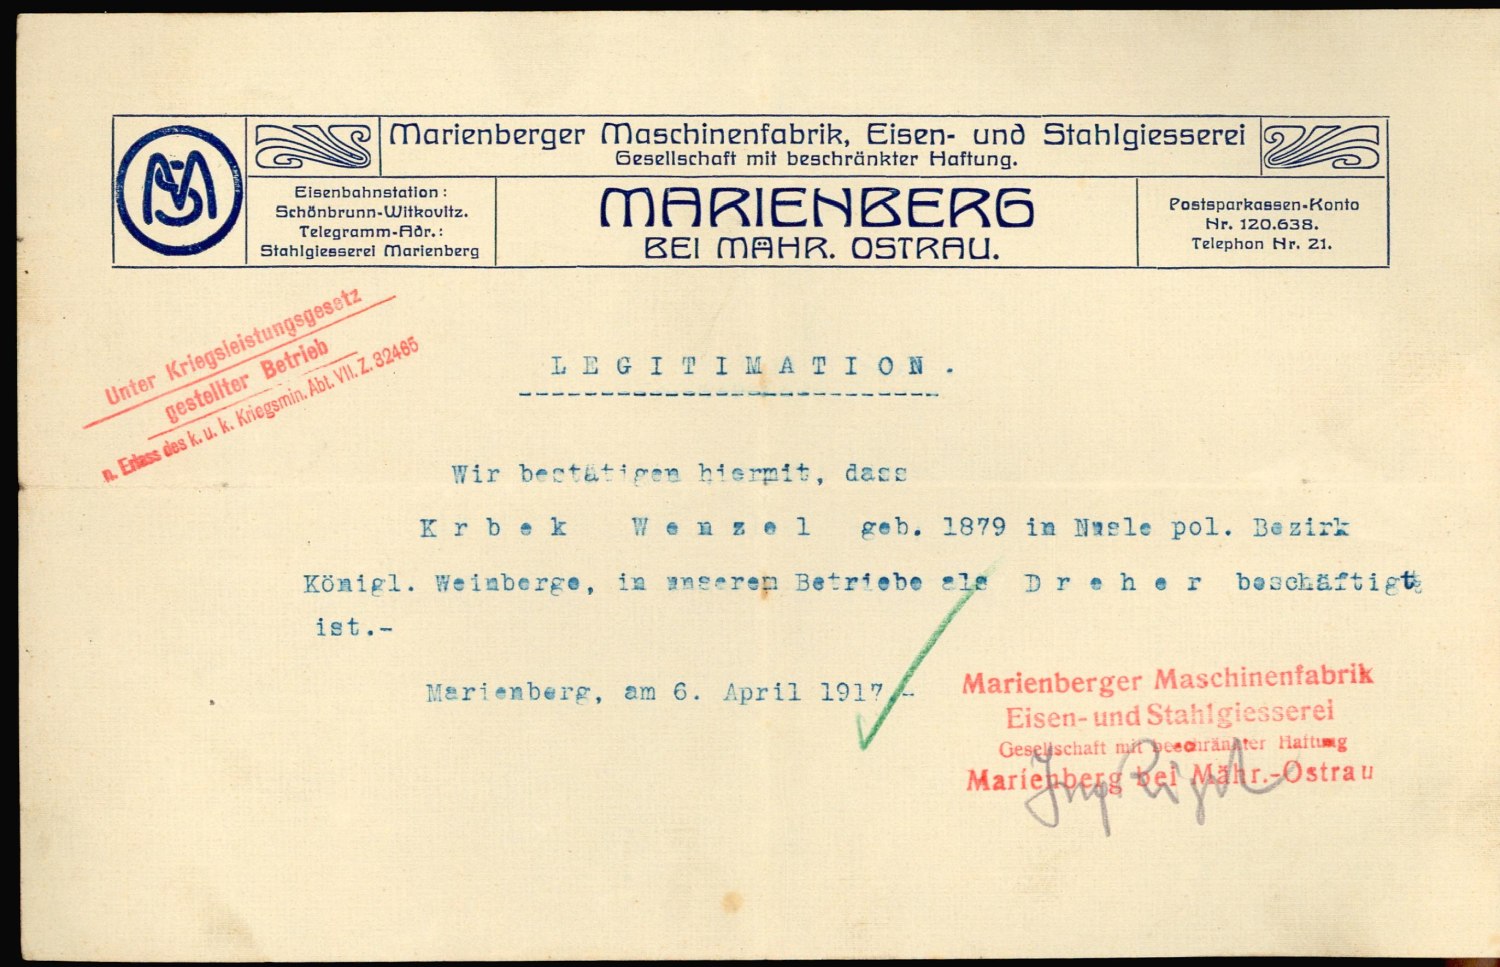 Marienberger Maschinenfabrik, Eisen- und Stahlgiesserei
Gesellschaft mit beschränkter Haftung.
Eisenbahnstation:
Schönbrunn-Witkovitz.
Telegramm-Adr.:
Stahlgiesserei Marienberg
MARIENBERG
BEI MÄHR. OSTRAU.
Postsparkassen-Konto
Nr. 120.638.
Telephon Nr. 21.
Unter Kriegsleistungsgesetz
gestellter Betrieb
n. Erlass des k. u. k. Kriegsmin. Abt. VII. Z. 32465
LEGITIMATION.
Wir bestätigen hiermit, dass
Krbek Wenzel geb. 1879 in Nusle pol. Bezirk
Königl. Weinberge, in unserem Betriebe als Dreher beschäftigt
ist.-
Marienberg, am 6. April 1917.-
Marienberger Maschinenfabrik
Eisen- und Stahlgiesserei
Gesellschaft mit beschränkter Haftung
Marienberg bei Mähr.-Ostrau
Ing